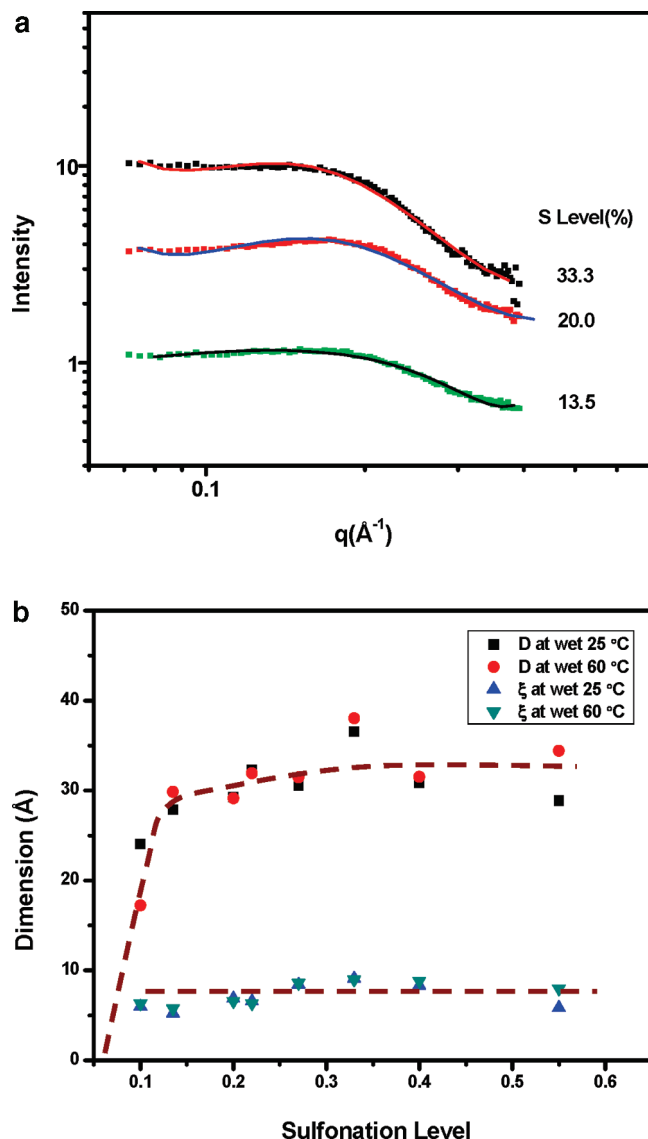 a
10
1
Intensity
S Level(%)
33.3
20.0
13.5
0.1
q(Å⁻¹)
b
50
40
30
20
10
0
Dimension (Å)
D at wet 25 °C
D at wet 60 °C
ξ at wet 25 °C
ξ at wet 60 °C
0.1 0.2 0.3 0.4 0.5 0.6
Sulfonation Level